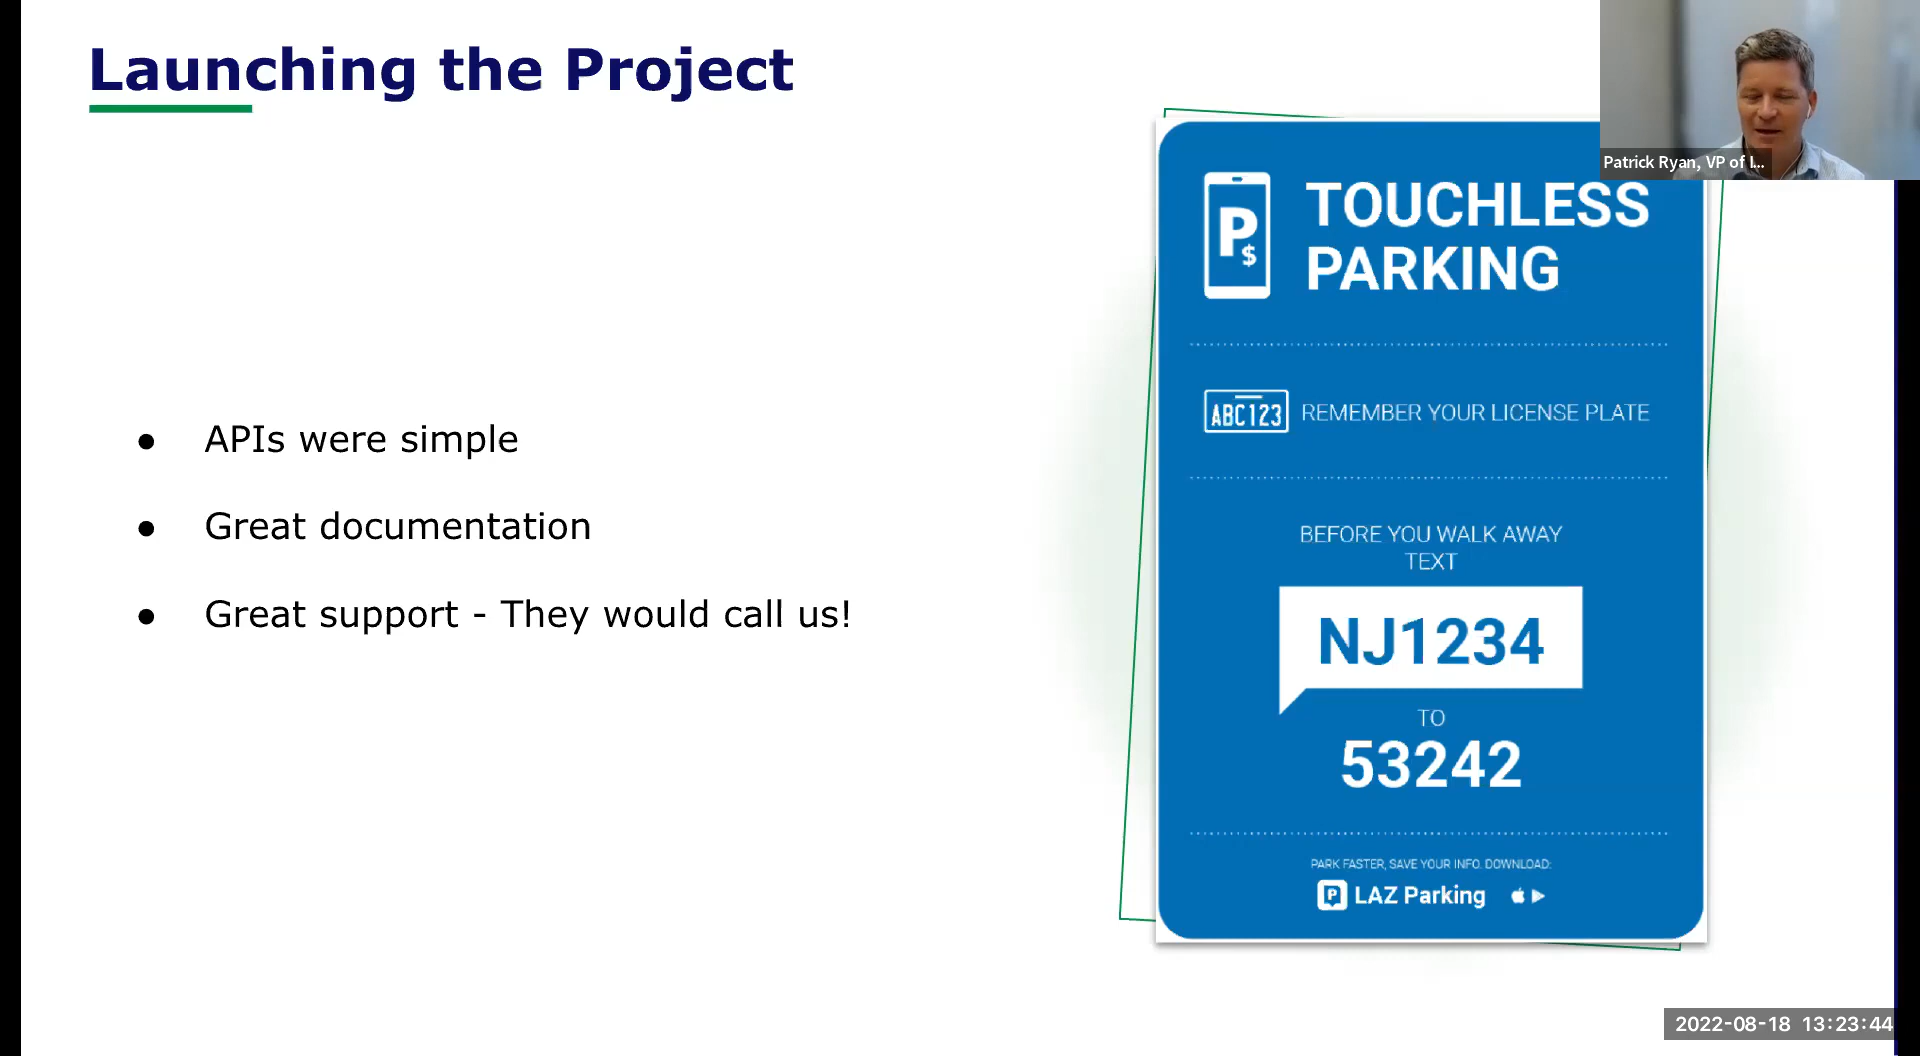 Launching the Project
Patrick Ryan, VP of I...
● APIs were simple
● Great documentation
● Great support - They would call us!
P
$
TOUCHLESS
PARKING
ABC123
REMEMBER YOUR LICENSE PLATE
BEFORE YOU WALK AWAY
TEXT
NJ1234
TO
53242
PARK FASTER, SAVE YOUR INFO. DOWNLOAD:
P LAZ Parking
2022-08-18 13:23:44